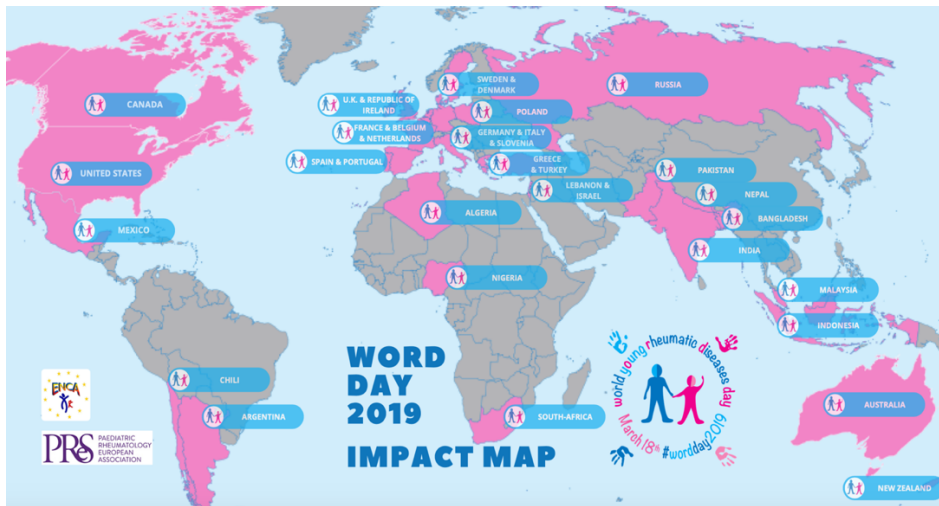 CANADA
UNITED STATES
MEXICO
U.K. & REPUBLIC OF
IRELAND
FRANCE & BELGIUM
& NETHERLANDS
SPAIN & PORTUGAL
SWEDEN &
DENMARK
POLAND
GERMANY & ITALY
& SLOVENIA
GREECE
& TURKEY
LEBANON &
ISRAEL
RUSSIA
PAKISTAN
NEPAL
BANGLADESH
INDIA
ALGERIA
NIGERIA
MALAYSIA
INDONESIA
CHILI
ARGENTINA
SOUTH-AFRICA
AUSTRALIA
NEW ZEALAND
WORD
DAY
2019
IMPACT MAP
world young rheumatic diseases day
March 18th #wordday2019
ENCA
PReS
PAEDIATRIC
RHEUMATOLOGY
EUROPEAN
ASSOCIATION